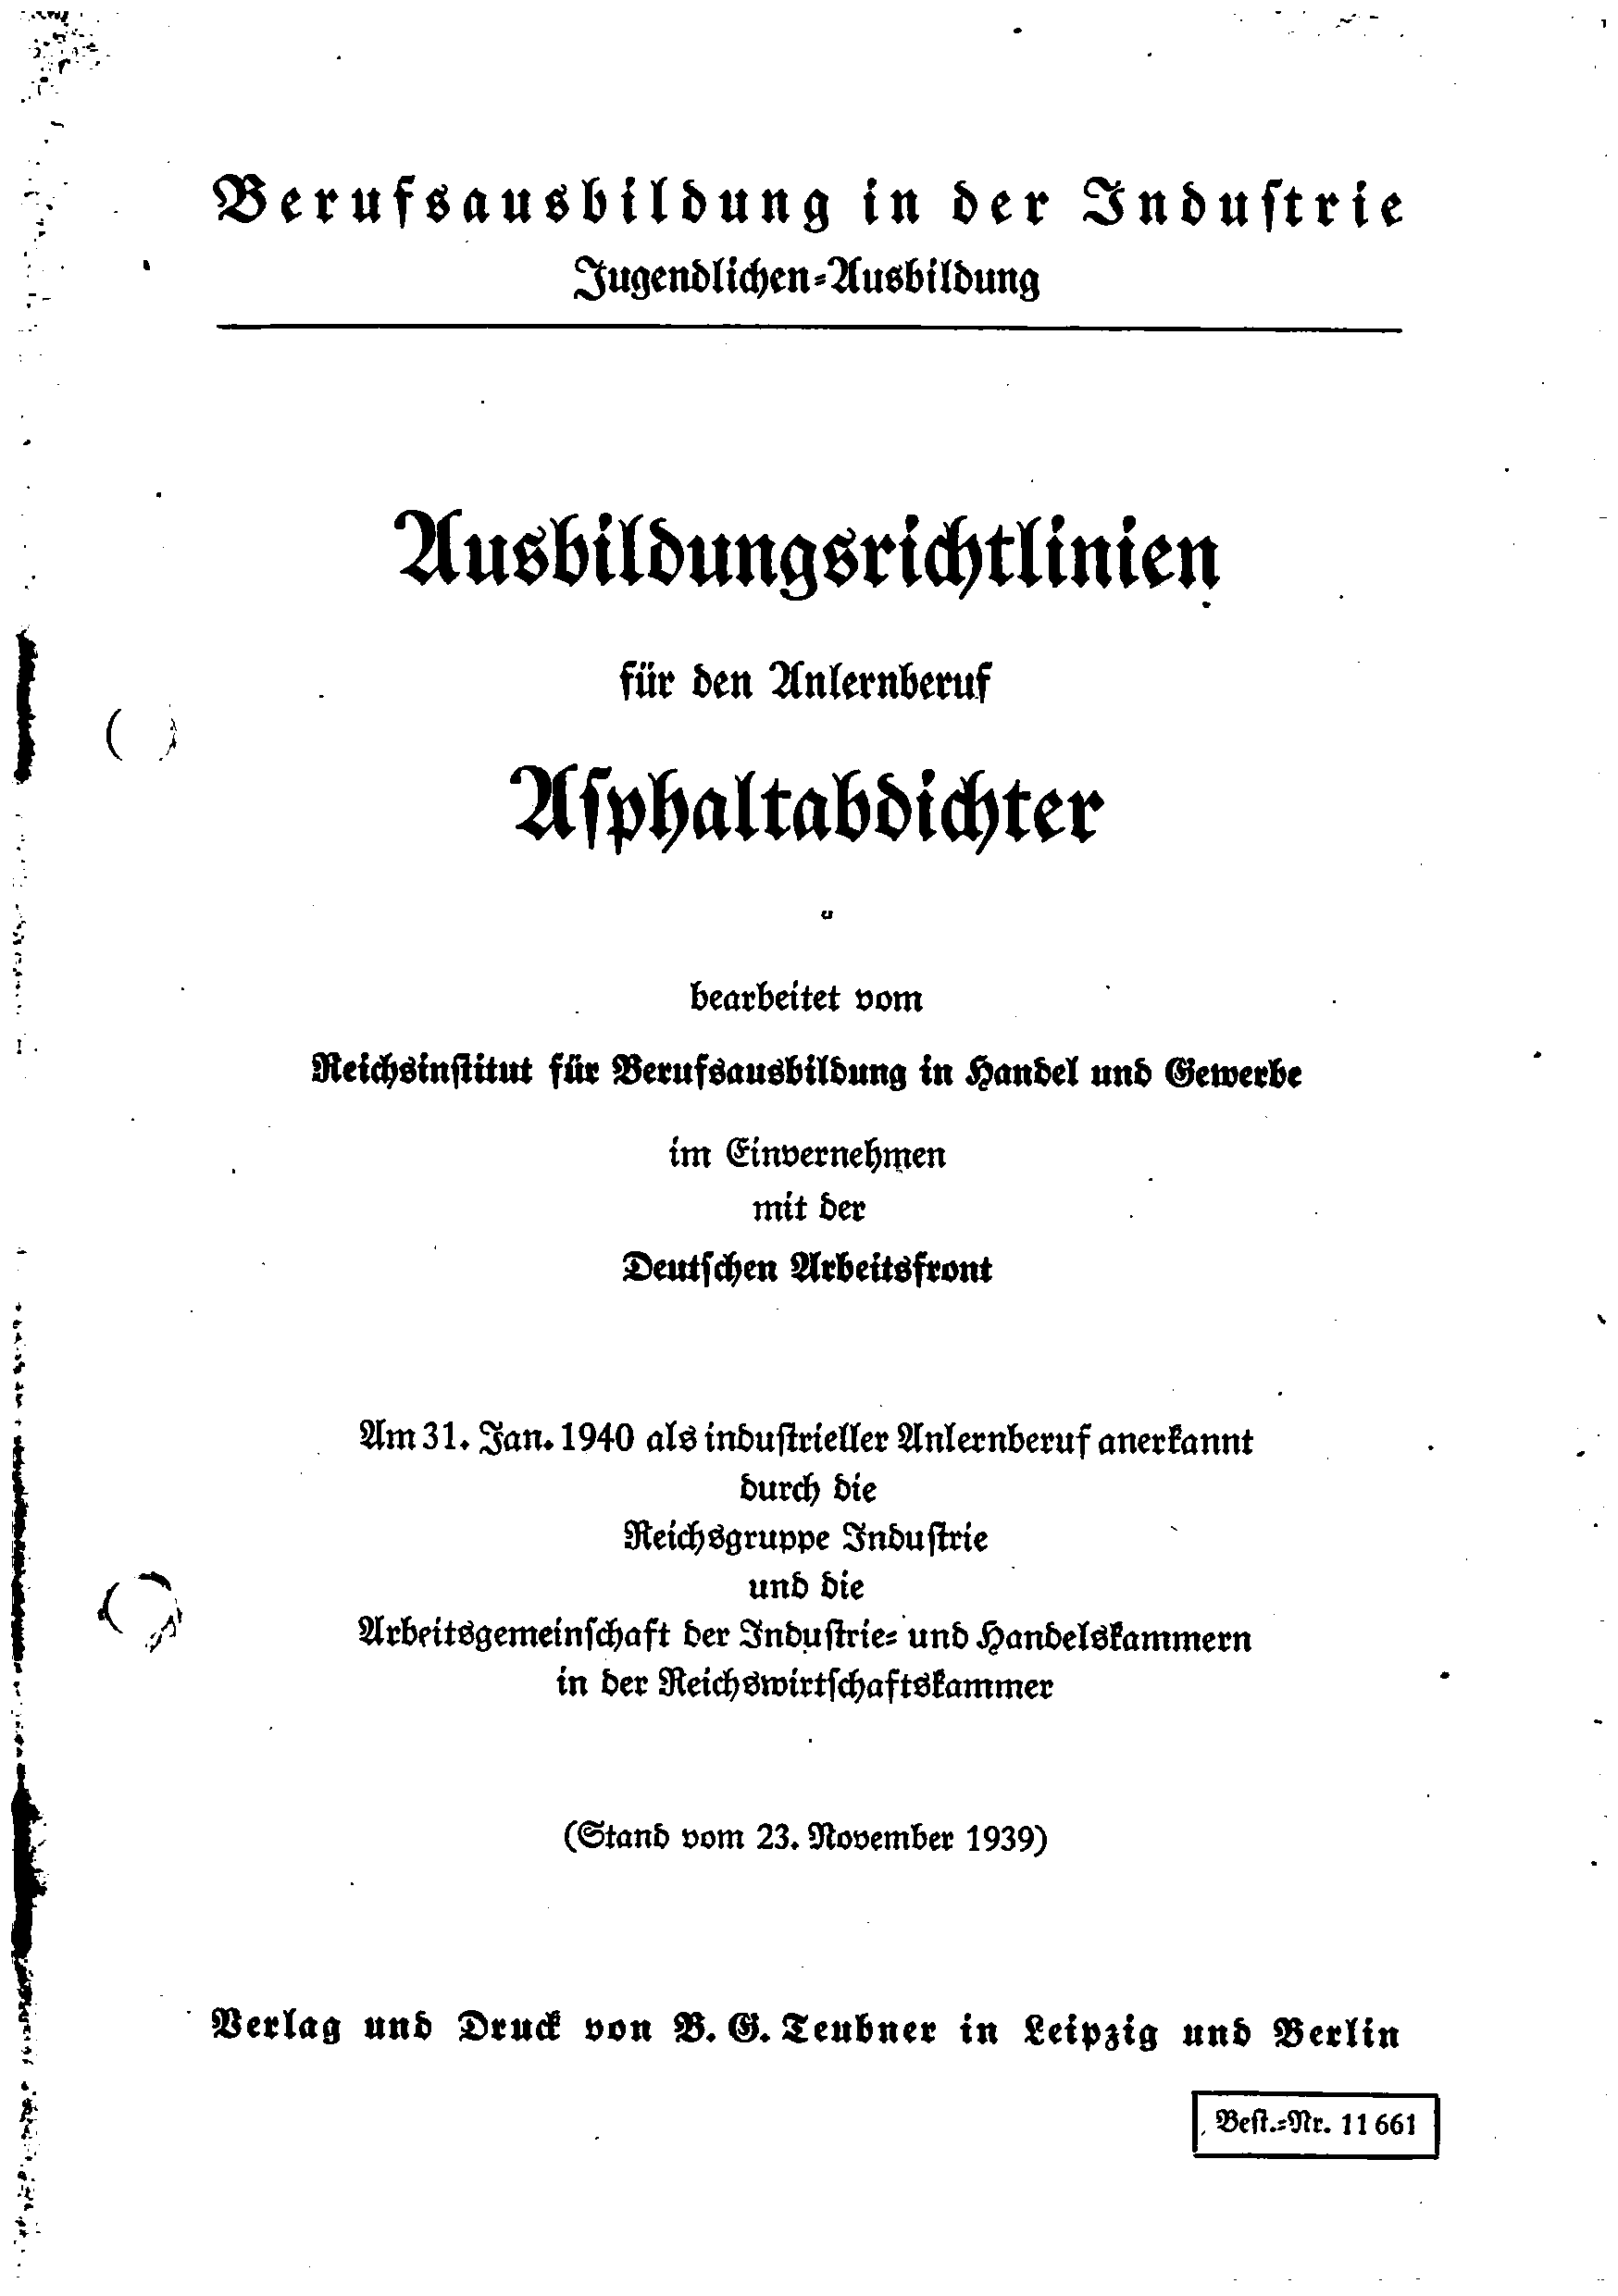 Berufsausbildung in der Industrie
Jugendlichen-Ausbildung
Ausbildungsrichtlinien
für den Anlernberuf
Asphaltabdichter
bearbeitet vom
Reichsinstitut für Berufsausbildung in Handel und Gewerbe
im Einvernehmen
mit der
Deutschen Arbeitsfront
Am 31. Jan. 1940 als industrieller Anlernberuf anerkannt
durch die
Reichsgruppe Industrie
und die
Arbeitsgemeinschaft der Industrie- und Handelskammern
in der Reichswirtschaftskammer
(Stand vom 23. November 1939)
Verlag und Druck von B. G. Teubner in Leipzig und Berlin
Best.-Nr. 11 661